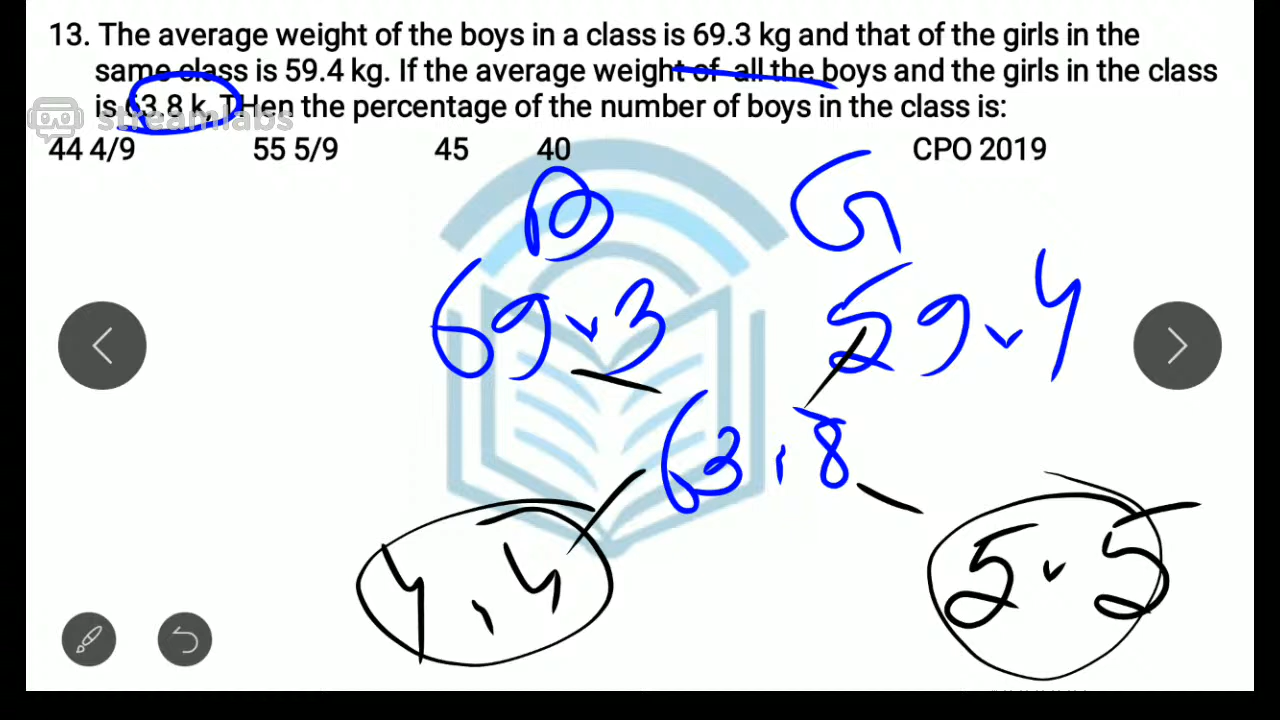 13. The average weight of the boys in a class is 69.3 kg and that of the girls in the
same class is 59.4 kg. If the average weight of all the boys and the girls in the class
is 63.8 k, THen the percentage of the number of boys in the class is:
streamlabs
44 4/9 55 5/9 45 40 CPO 2019
B G
69.3 59.4
63.8
4.4 5.5